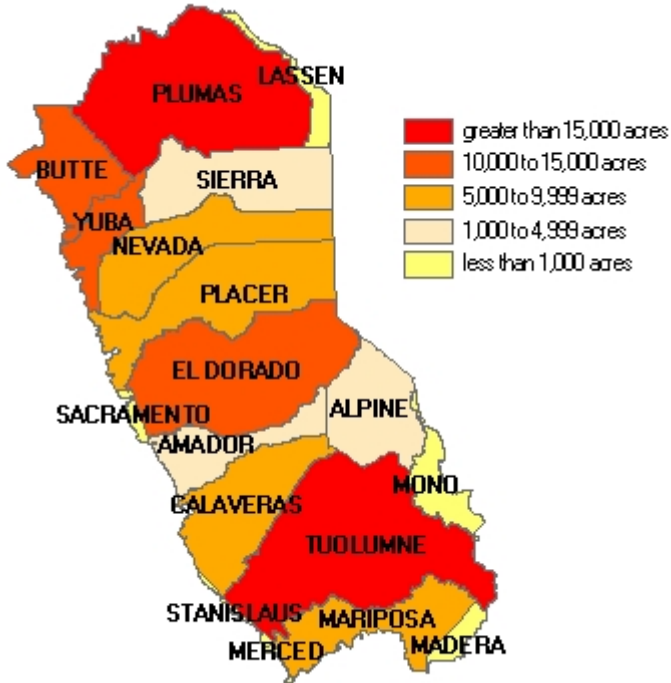 LASSEN
PLUMAS
greater than 15,000 acres
10,000 to 15,000 acres
BUTTE
SIERRA
5,000 to 9,999 acres
YUBA
1,000 to 4,999 acres
NEVADA
less than 1,000 acres
PLACER
EL DORADO
ALPINE
SACRAMENTO
AMADOR
MONO
CALAVERAS
TUOLUMNE
STANISLAUS
MARIPOSA
MERCED
MADERA